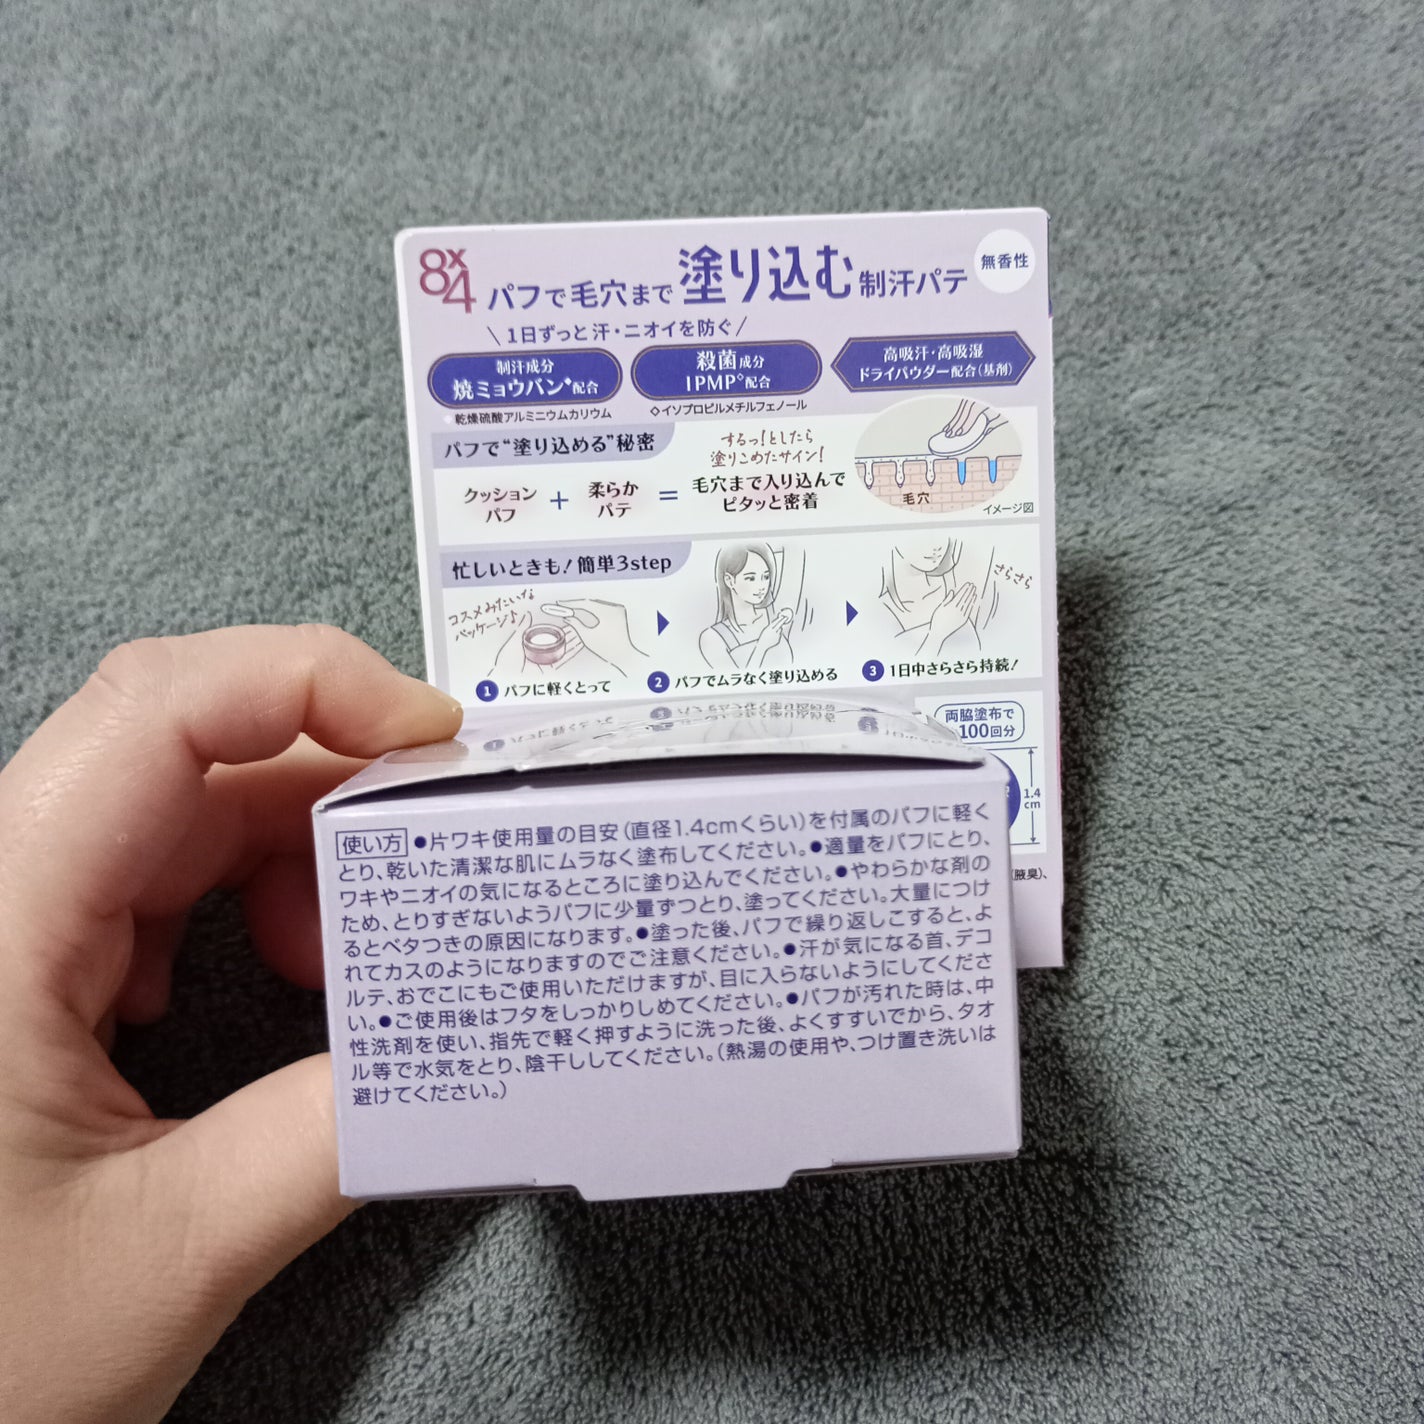 8x4
パフで毛穴まで塗り込む制汗パテ
無香性
\ 1日ずっと汗・ニオイを防ぐ /
制汗成分
焼ミョウバン◆配合
殺菌成分
IPMP◇配合
高吸汗・高吸湿
ドライパウダー配合(基剤)
◆乾燥硫酸アルミニウムカリウム
◇イソプロピルメチルフェノール
パフで“塗り込める”秘密
クッション
パフ
+
柔らか
パテ
=
するっ!としたら
塗りこめたサイン!
毛穴まで入り込んで
ピタッと密着
毛穴
イメージ図
忙しいときも!簡単3step
コスメみたいな
パッケージ♪
さらさら
1 パフに軽くとって
2 パフでムラなく塗り込める
3 1日中さらさら持続!
両脇塗布で
100回分
1.4
cm
(腋臭)、
使い方 ●片ワキ使用量の目安(直径1.4cmくらい)を付属のパフに軽く
とり、乾いた清潔な肌にムラなく塗布してください。●適量をパフにとり、
ワキやニオイの気になるところに塗り込んでください。●やわらかな剤の
ため、とりすぎないようパフに少量ずつとり、塗ってください。大量につけ
るとベタつきの原因になります。●塗った後、パフで繰り返しこすると、よ
れてカスのようになりますのでご注意ください。●汗が気になる首、デコ
ルテ、おでこにもご使用いただけますが、目に入らないようにしてくださ
い。●ご使用後はフタをしっかりしめてください。●パフが汚れた時は、中
性洗剤を使い、指先で軽く押すように洗った後、よくすすいでから、タオ
ル等で水気をとり、陰干ししてください。(熱湯の使用や、つけ置き洗いは
避けてください。)